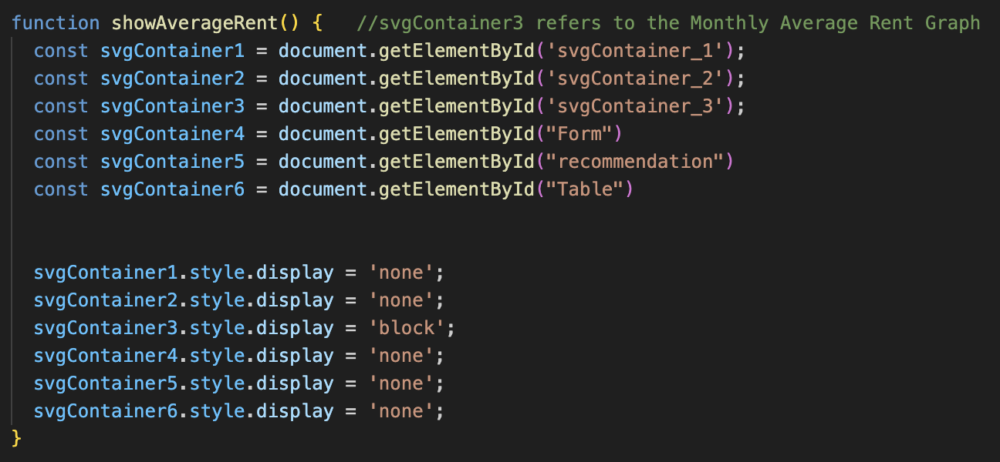 function showAverageRent() {   //svgContainer3 refers to the Monthly Average Rent Graph
  const svgContainer1 = document.getElementById('svgContainer_1');
  const svgContainer2 = document.getElementById('svgContainer_2');
  const svgContainer3 = document.getElementById('svgContainer_3');
  const svgContainer4 = document.getElementById("Form")
  const svgContainer5 = document.getElementById("recommendation")
  const svgContainer6 = document.getElementById("Table")
  svgContainer1.style.display = 'none';
  svgContainer2.style.display = 'none';
  svgContainer3.style.display = 'block';
  svgContainer4.style.display = 'none';
  svgContainer5.style.display = 'none';
  svgContainer6.style.display = 'none';
}